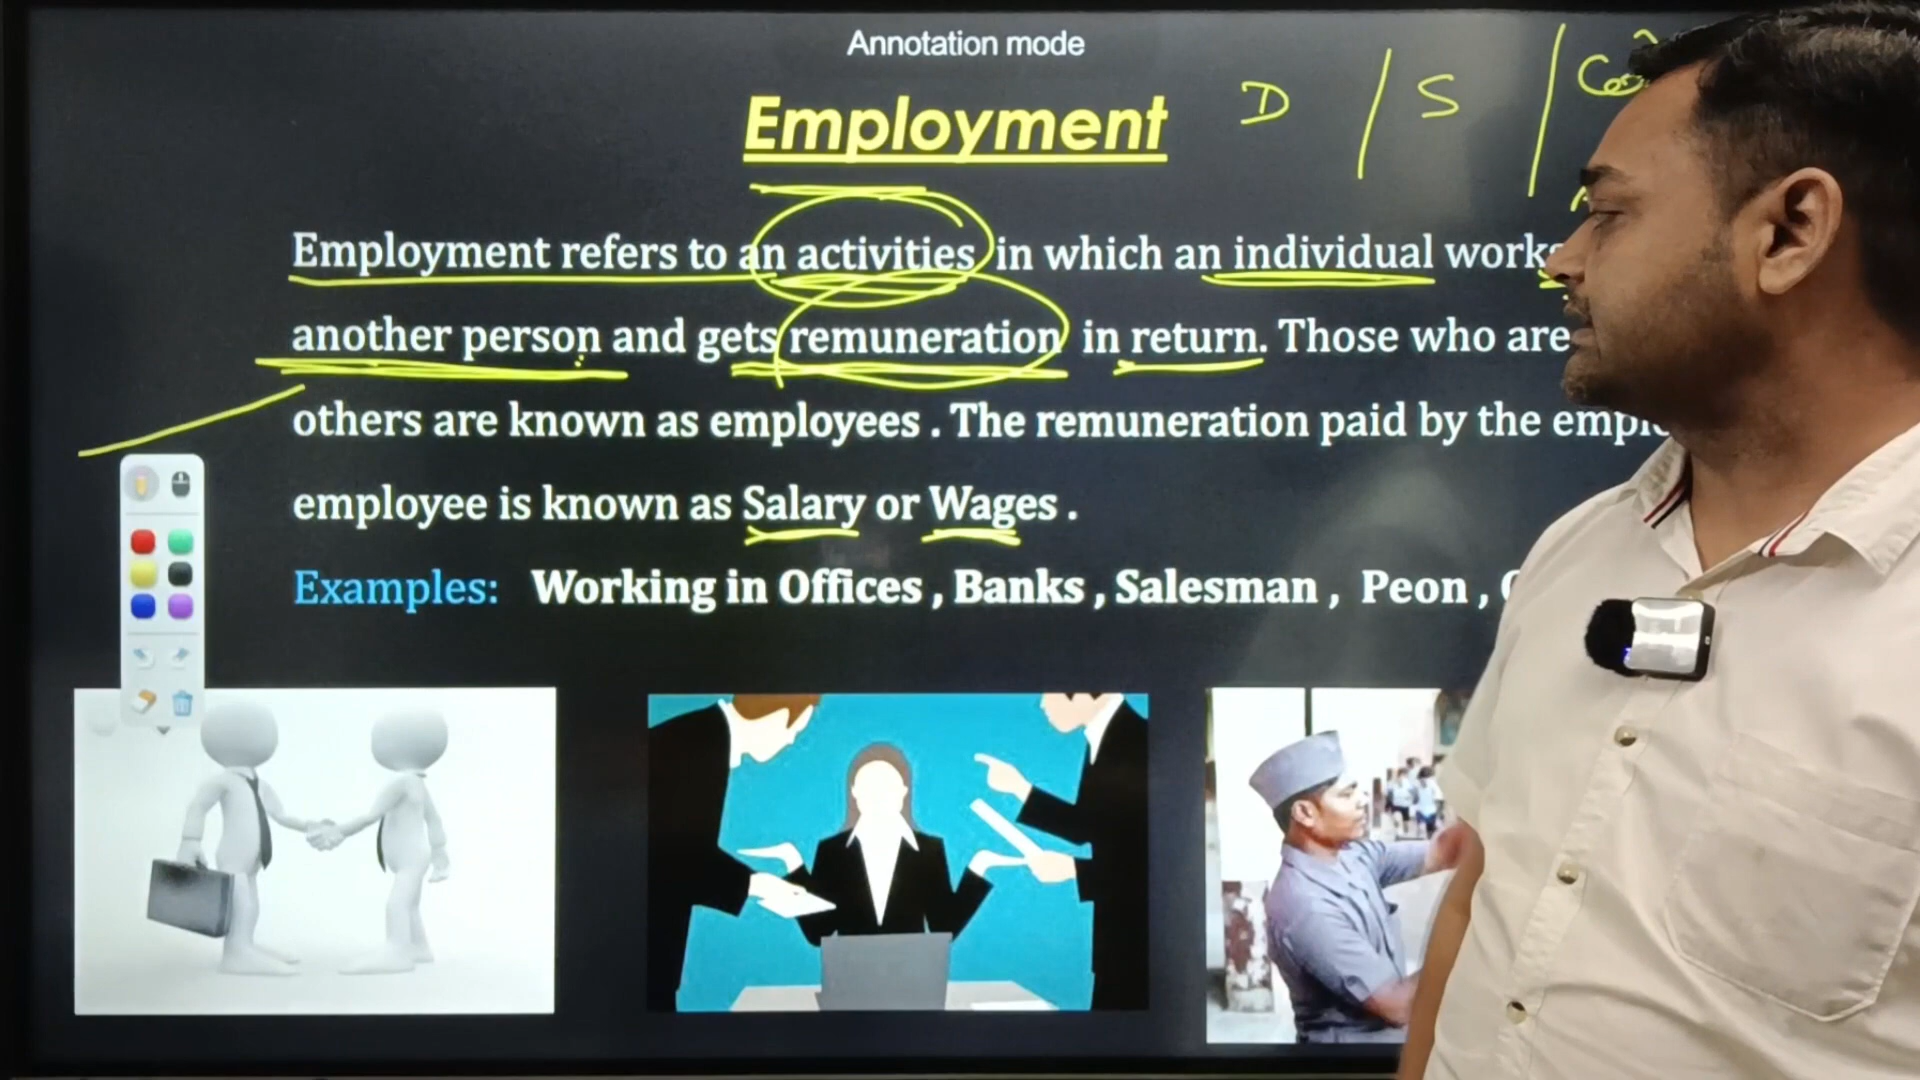 Annotation mode
Employment
D / S /
Employment refers to an activities in which an individual works
another person and gets remuneration in return. Those who are
others are known as employees . The remuneration paid by the
employee is known as Salary or Wages .
Examples: Working in Offices , Banks , Salesman , Peon ,